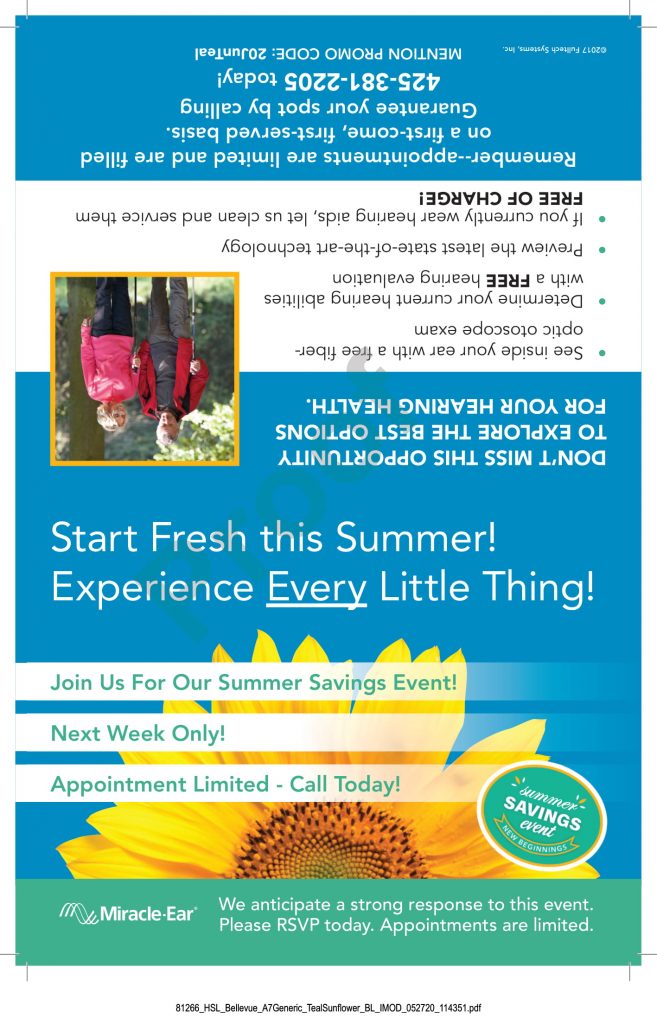 ©2017 Fulltech Systems, Inc.
MENTION PROMO CODE: 20JunTeal
425-381-2205 today!
Guarantee your spot by calling
on a first-come, first-served basis.
Remember--appointments are limited and are filled
FREE OF CHARGE!
• If you currently wear hearing aids, let us clean and service them
• Preview the latest state-of-the-art technology
with a FREE hearing evaluation
• Determine your current hearing abilities
optic otoscope exam
• See inside your ear with a free fiber-
FOR YOUR HEARING HEALTH.
TO EXPLORE THE BEST OPTIONS
DON'T MISS THIS OPPORTUNITY
Proof
Start Fresh this Summer!
Experience Every Little Thing!
Join Us For Our Summer Savings Event!
Next Week Only!
Appointment Limited - Call Today!
summer
SAVINGS
event
NEW BEGINNINGS
Miracle-Ear®
We anticipate a strong response to this event.
Please RSVP today. Appointments are limited.
81266_HSL_Bellevue_A7Generic_TealSunflower_BL_IMOD_052720_114351.pdf